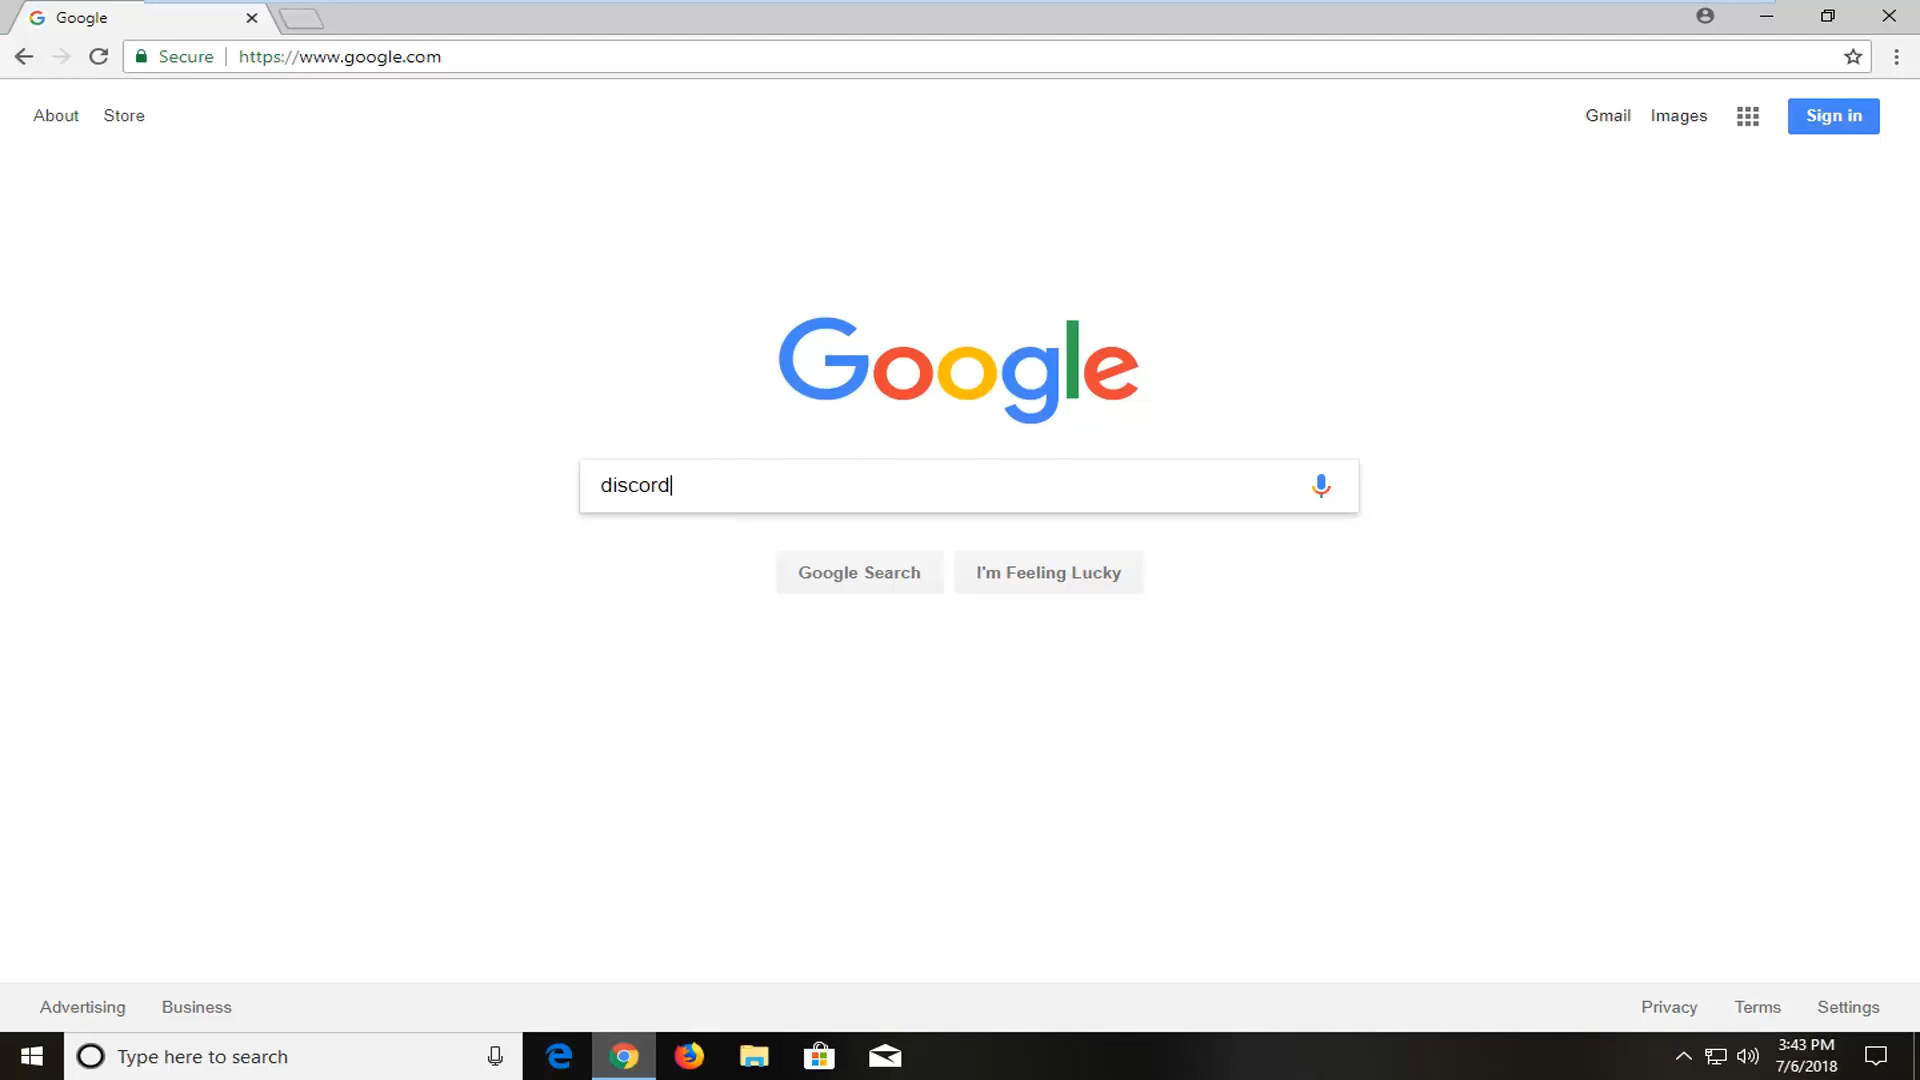 Google
Secure https://www.google.com
About Store
Gmail Images Sign in
Google
discord
Google Search I'm Feeling Lucky
Advertising Business
Privacy Terms Settings
Type here to search
3:43 PM
7/6/2018